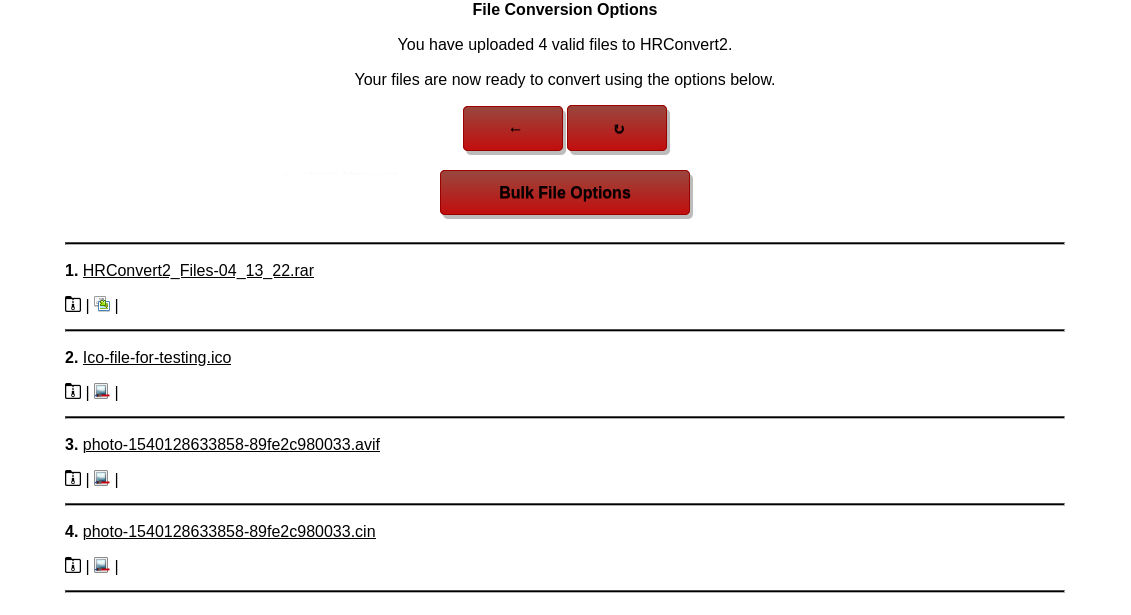 File Conversion Options
You have uploaded 4 valid files to HRConvert2.
Your files are now ready to convert using the options below.
← ↻
Bulk File Options
1. HRConvert2_Files-04_13_22.rar
| |
2. Ico-file-for-testing.ico
| |
3. photo-1540128633858-89fe2c980033.avif
| |
4. photo-1540128633858-89fe2c980033.cin
| |